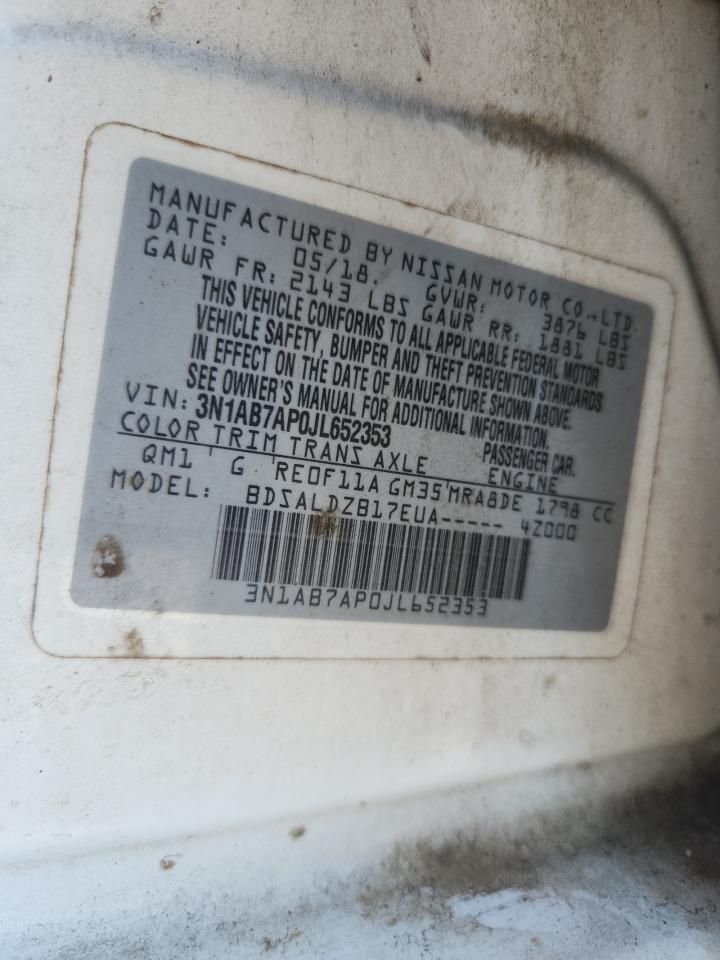 MANUFACTURED BY NISSAN MOTOR CO.,LTD.
DATE: 05/18. GVWR: 3876 LBS
GAWR FR: 2143 LBS GAWR RR: 1881 LBS
THIS VEHICLE CONFORMS TO ALL APPLICABLE FEDERAL MOTOR
VEHICLE SAFETY, BUMPER AND THEFT PREVENTION STANDARDS
IN EFFECT ON THE DATE OF MANUFACTURE SHOWN ABOVE.
SEE OWNER'S MANUAL FOR ADDITIONAL INFORMATION.
VIN: 3N1AB7AP0JL652353 PASSENGER CAR.
COLOR TRIM TRANS AXLE ENGINE
QM1 G RE0F11A GM35 MRA8DE 1798 CC
MODEL: BDSALDZB17EUA----- 4Z000
3N1AB7AP0JL652353